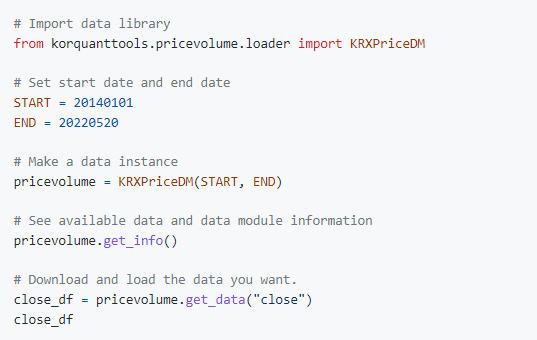 # Import data library
from korquanttools.pricevolume.loader import KRXPriceDM
# Set start date and end date
START = 20140101
END = 20220520
# Make a data instance
pricevolume = KRXPriceDM(START, END)
# See available data and data module information
pricevolume.get_info()
# Download and load the data you want.
close_df = pricevolume.get_data("close")
close_df